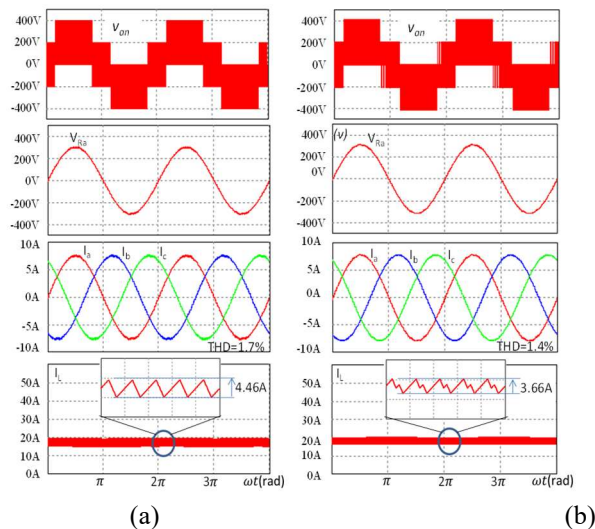 400V
200V
0V
-200V
-400V
v_an
400V
200V
0V
-200V
-400V
V_Ra
10A
5A
0A
-5A
-10A
I_a I_b I_c
THD=1.7%
I_L
50A
40A
30A
20A
10A
0A
4.46A
π 2π 3π ωt(rad)
(a)
400V
200V
0V
-200V
-400V
v_an
400V
200V
0V
-200V
-400V
(v) V_Ra
10A
5A
0A
-5A
-10A
I_a I_b I_c
THD=1.4%
I_L
50A
40A
30A
20A
10A
0A
3.66A
π 2π 3π ωt(rad)
(b)